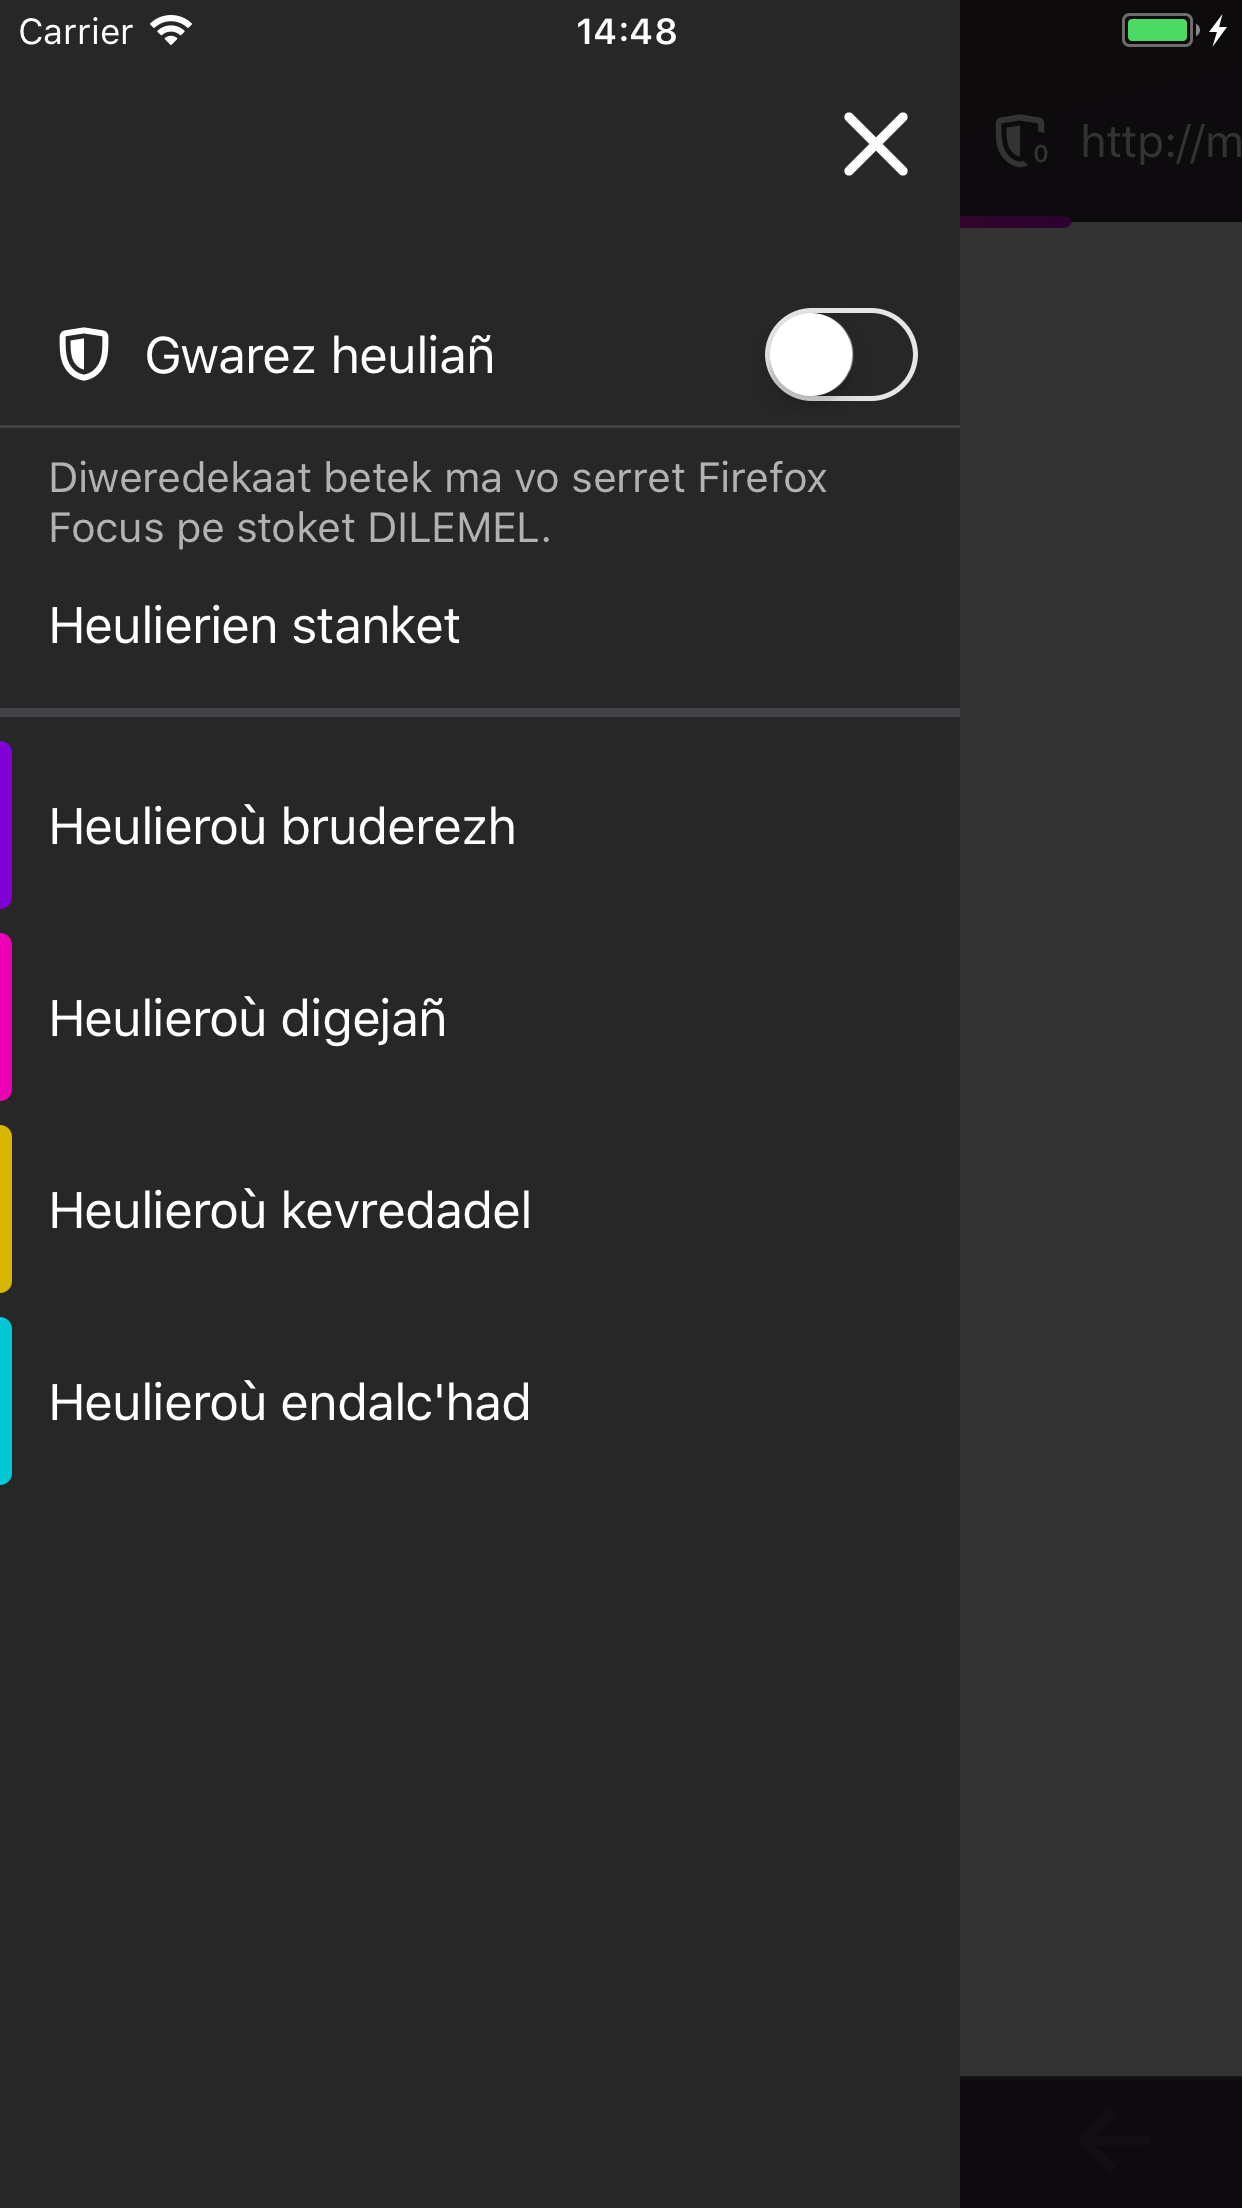 Carrier
14:48
0
http://m
Gwarez heuliañ
Diweredekaat betek ma vo serret Firefox
Focus pe stoket DILEMEL.
Heulierien stanket
Heulieroù bruderezh
Heulieroù digejañ
Heulieroù kevredadel
Heulieroù endalc'had